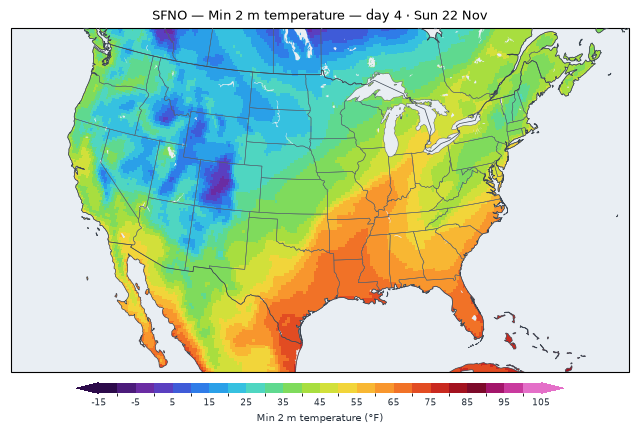 SFNO — Min 2 m temperature — day 4 · Sun 22 Nov
-15 -5 5 15 25 35 45 55 65 75 85 95 105
Min 2 m temperature (°F)